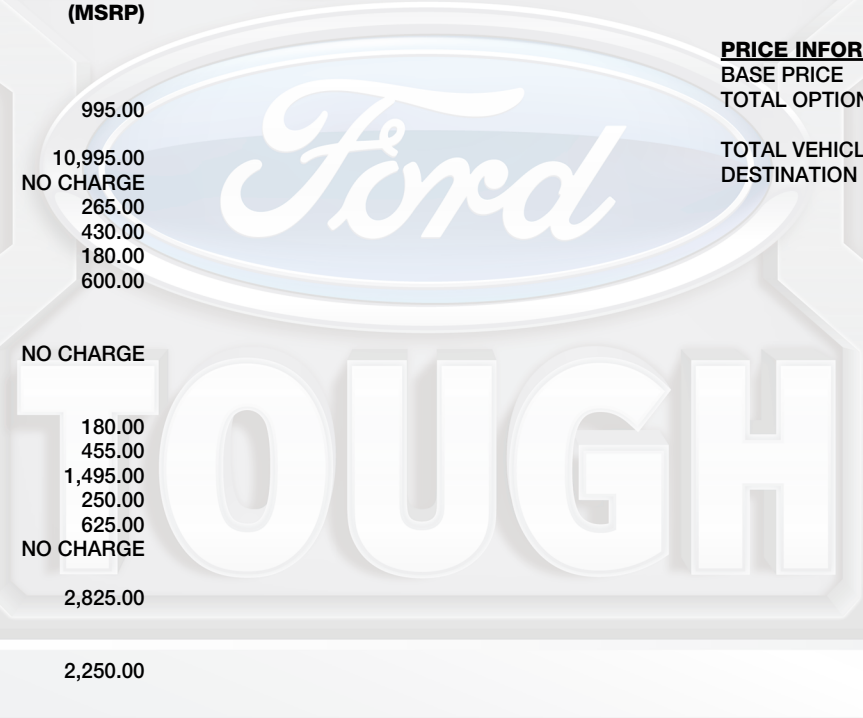 (MSRP)
995.00
10,995.00
NO CHARGE
265.00
430.00
180.00
600.00
NO CHARGE
180.00
455.00
1,495.00
250.00
625.00
NO CHARGE
2,825.00
2,250.00
PRICE INFOR
BASE PRICE
TOTAL OPTION
TOTAL VEHICL
DESTINATION
Ford
TOUGH